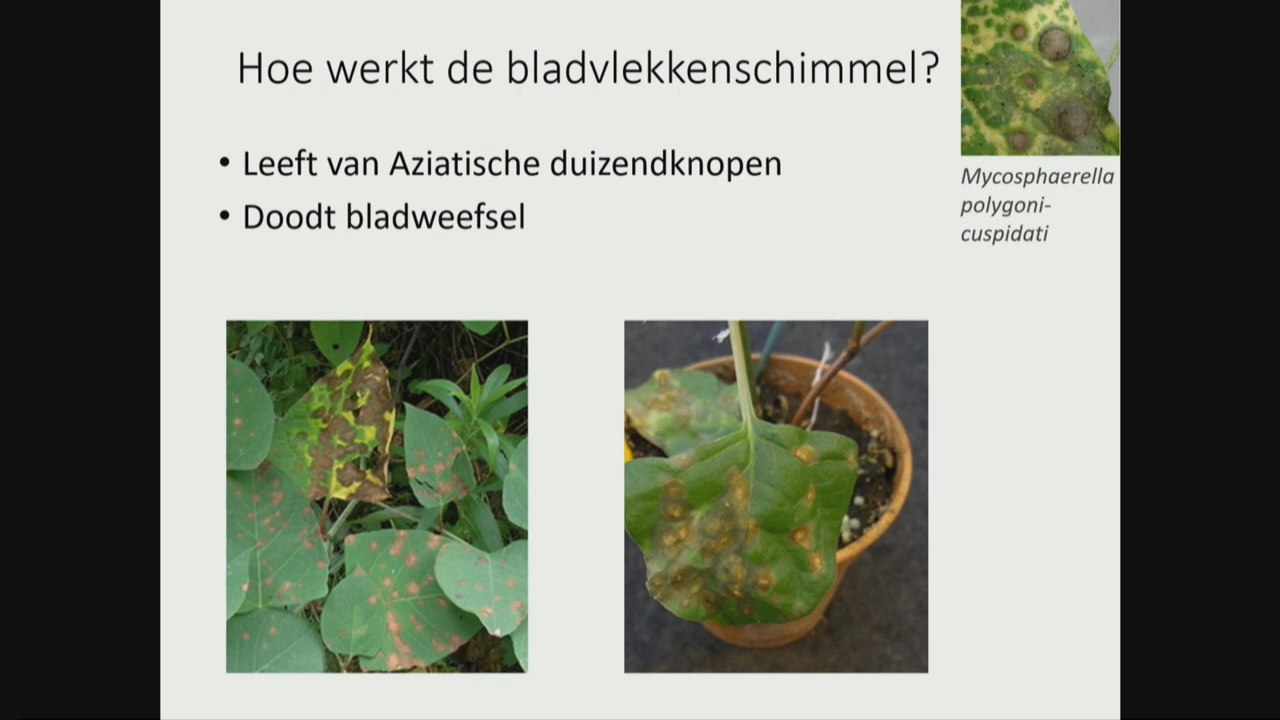 Hoe werkt de bladvlekkenschimmel?
• Leeft van Aziatische duizendknopen
• Doodt bladweefsel
Mycosphaerella
polygoni-
cuspidati